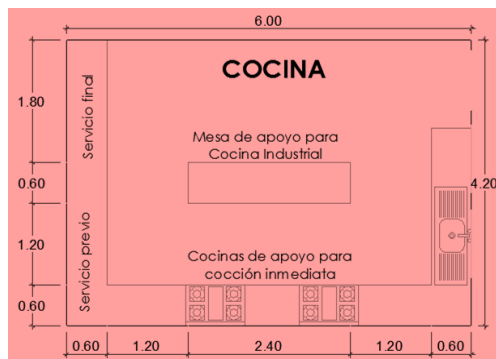 6.00
COCINA
1.80
Servicio final
Mesa de apoyo para
Cocina Industrial
4.20
0.60
1.20
Servicio previo
Cocinas de apoyo para
cocción inmediata
0.60
0.60
1.20
2.40
1.20
0.60